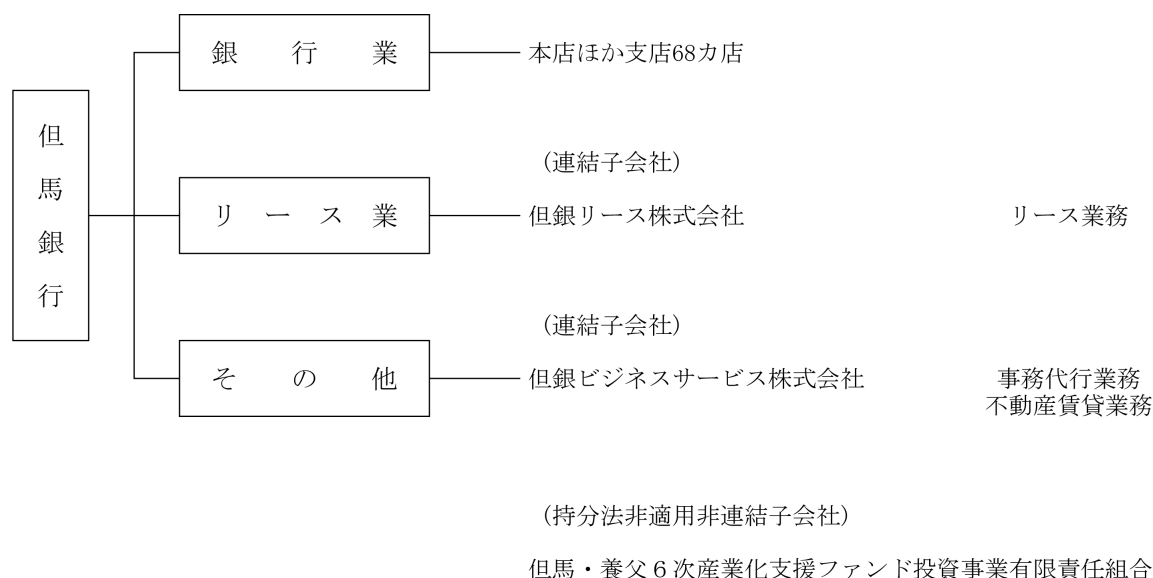 但馬銀行
銀行業
本店ほか支店68カ店
(連結子会社)
リース業
但銀リース株式会社
リース業務
(連結子会社)
その他
但銀ビジネスサービス株式会社
事務代行業務
不動産賃貸業務
(持分法非適用非連結子会社)
但馬・養父6次産業化支援ファンド投資事業有限責任組合